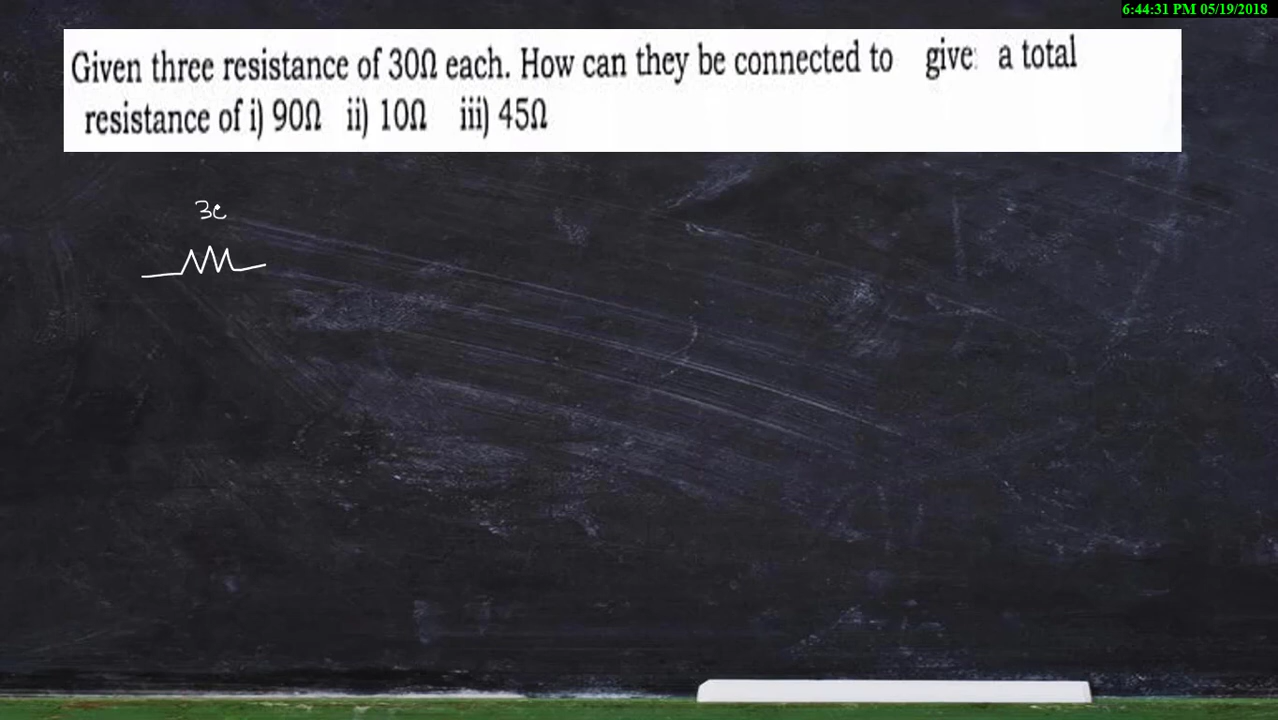 6:44:31 PM 05/19/2018
Given three resistance of 30Ω each. How can they be connected to give: a total
resistance of i) 90Ω ii) 10Ω iii) 45Ω